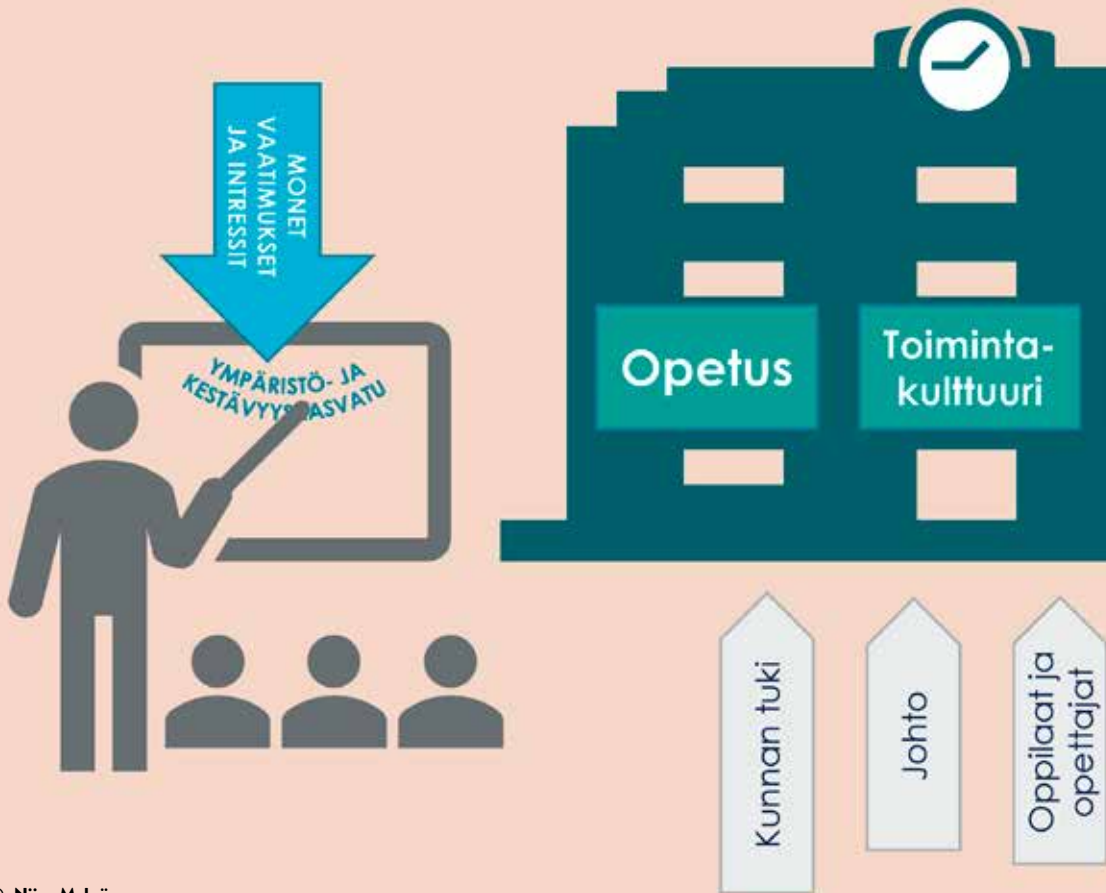 MONET
VAATIMUKSET
JA INTRESSIT
YMPÄRISTÖ- JA
Opetus
Toiminta-
kulttuuri
Kunnan tuki
Johto
Oppilaat ja
opettajat